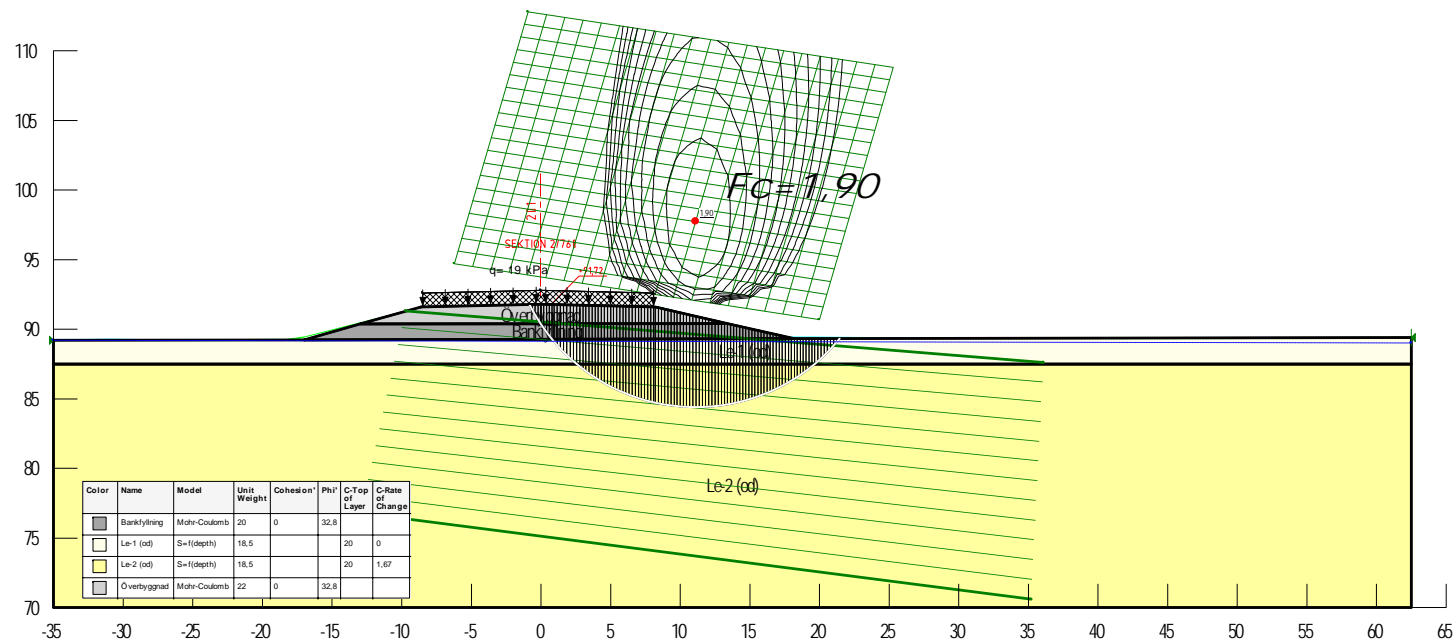 110
105
100
95
90
85
80
75
70
Fc= 1,90
1.90
SEKTION 2/761
q= 19 kPa
+91,72
Överbyggnad
Bankfyllning
Le-1 (od)
Le-2 (od)
Color Name Model Unit Weight Cohesion' Phi' C-Top of Layer C-Rate of Change
Bankfyllning Mohr-Coulomb 20 0 32,8
Le-1 (od) S=f(depth) 18,5 20 0
Le-2 (od) S=f(depth) 18,5 20 1,67
Överbyggnad Mohr-Coulomb 22 0 32,8
-35 -30 -25 -20 -15 -10 -5 0 5 10 15 20 25 30 35 40 45 50 55 60 65